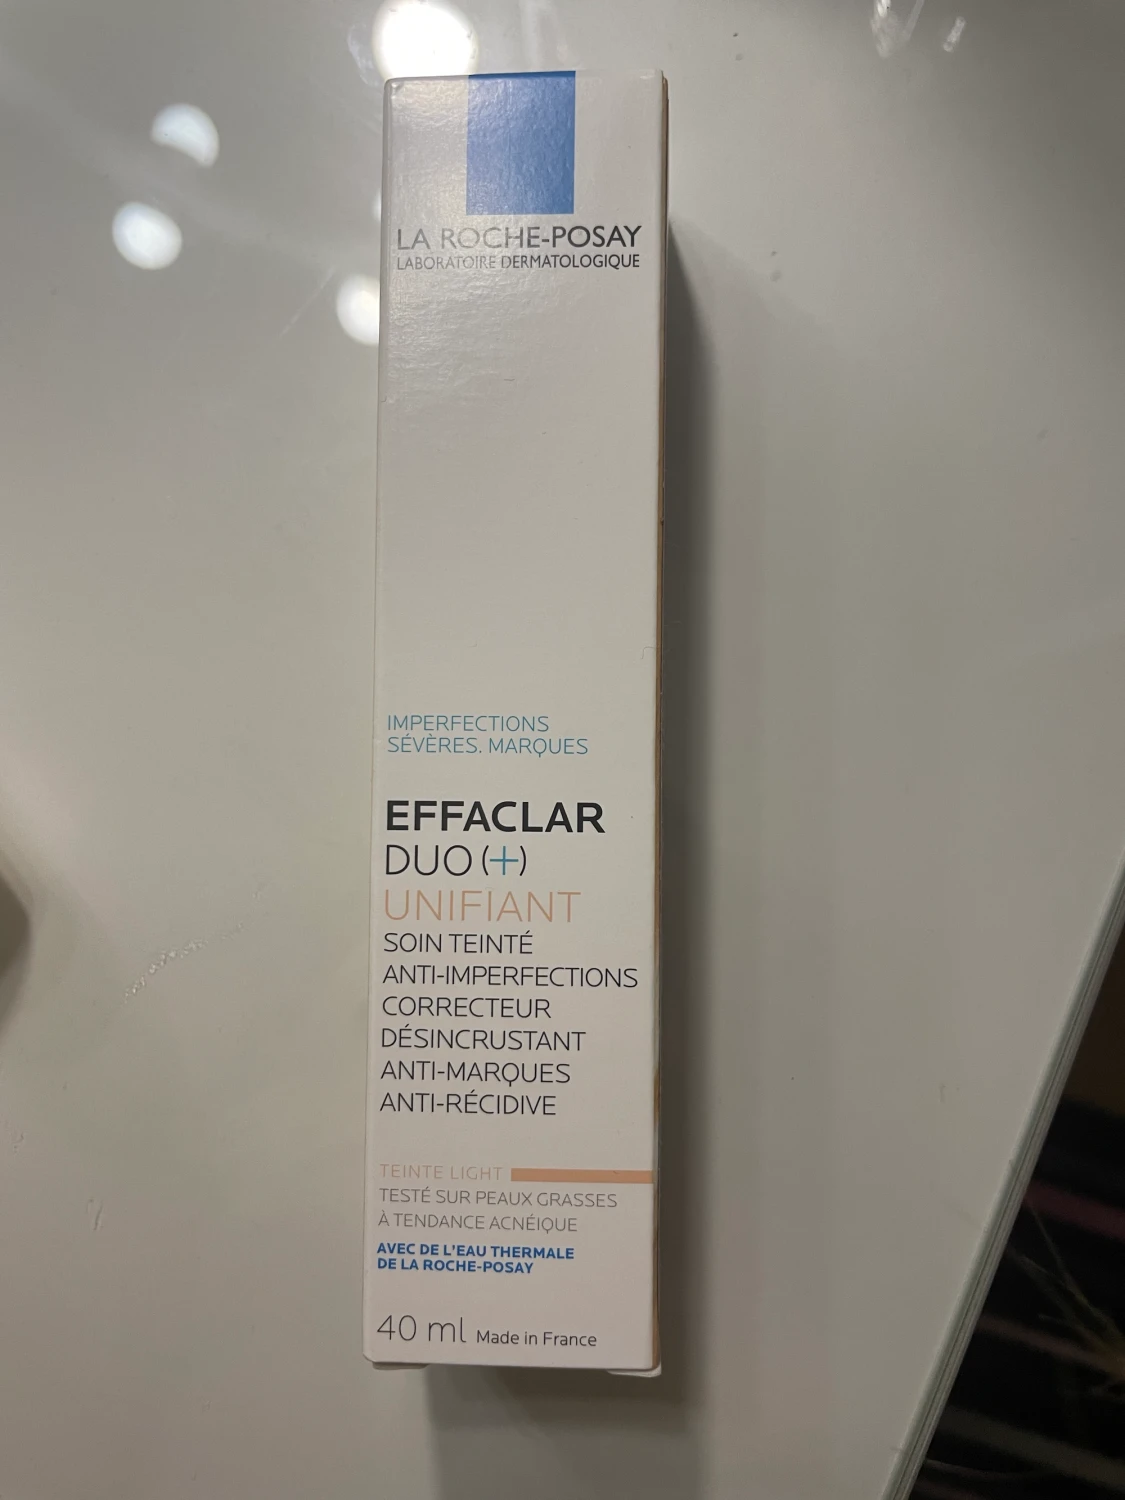 LA ROCHE-POSAY
LABORATOIRE DERMATOLOGIQUE
IMPERFECTIONS
SÉVÈRES. MARQUES
EFFACLAR
DUO (+)
UNIFIANT
SOIN TEINTÉ
ANTI-IMPERFECTIONS
CORRECTEUR
DÉSINCRUSTANT
ANTI-MARQUES
ANTI-RÉCIDIVE
TEINTE LIGHT
TESTÉ SUR PEAUX GRASSES
À TENDANCE ACNÉIQUE
AVEC DE L'EAU THERMALE
DE LA ROCHE-POSAY
40 ml Made in France